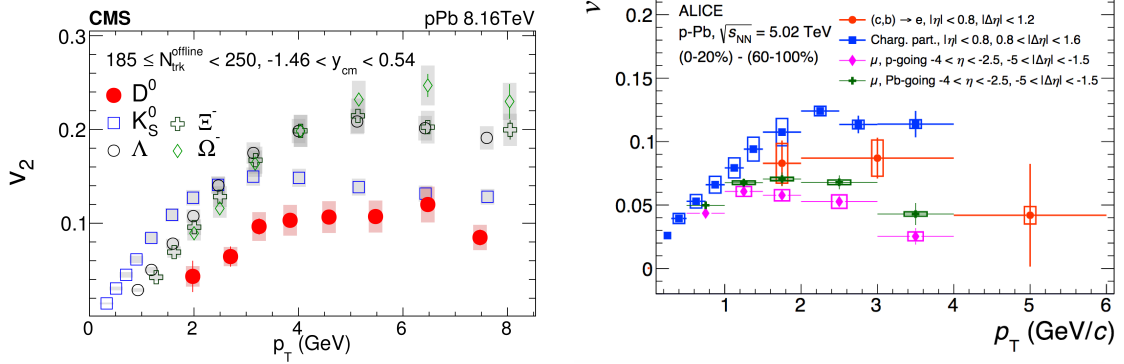 CMS pPb 8.16TeV
185 ≤ N_trk^offline < 250, -1.46 < y_cm < 0.54
D⁰
K_S^0 Ξ⁻
Λ Ω⁻
0.3
0.2
0.1
v₂
0 2 4 6 8
p_T (GeV)
v
ALICE
p-Pb, √s_NN = 5.02 TeV
(0-20%) - (60-100%)
(c,b) → e, |η| < 0.8, |Δη| < 1.2
Charg. part., |η| < 0.8, 0.8 < |Δη| < 1.6
μ, p-going -4 < η < -2.5, -5 < |Δη| < -1.5
μ, Pb-going -4 < η < -2.5, -5 < |Δη| < -1.5
0.2
0.15
0.1
0.05
0
1 2 3 4 5 6
p_T (GeV/c)